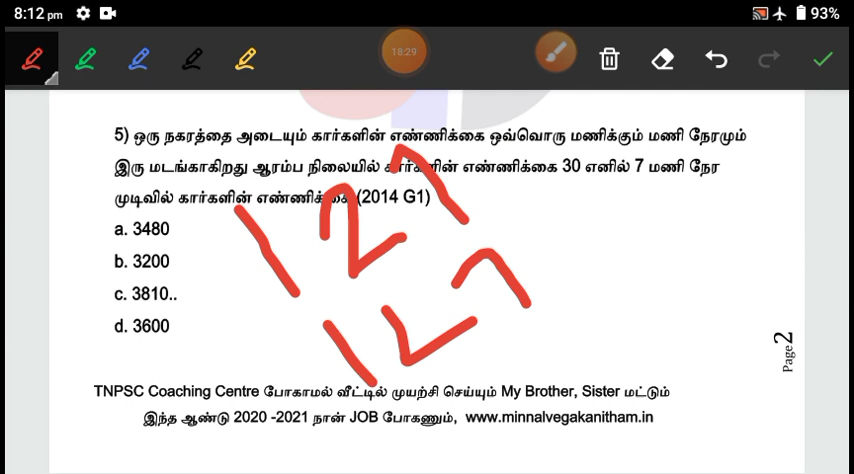 8:12 pm 93%
18:29
5) ஒரு நகரத்தை அடையும் கார்களின் எண்ணிக்கை ஒவ்வொரு மணிக்கும் மணி நேரமும்
இரு மடங்காகிறது ஆரம்ப நிலையில் கார்களின் எண்ணிக்கை 30 எனில் 7 மணி நேர
முடிவில் கார்களின் எண்ணிக்கை (2014 G1)
127
a. 3480
b. 3200
127
c. 3810..
d. 3600
Page 2
TNPSC Coaching Centre போகாமல் வீட்டில் முயற்சி செய்யும் My Brother, Sister மட்டும்
இந்த ஆண்டு 2020 -2021 நான் JOB போகணும், www.minnalvegakanitham.in